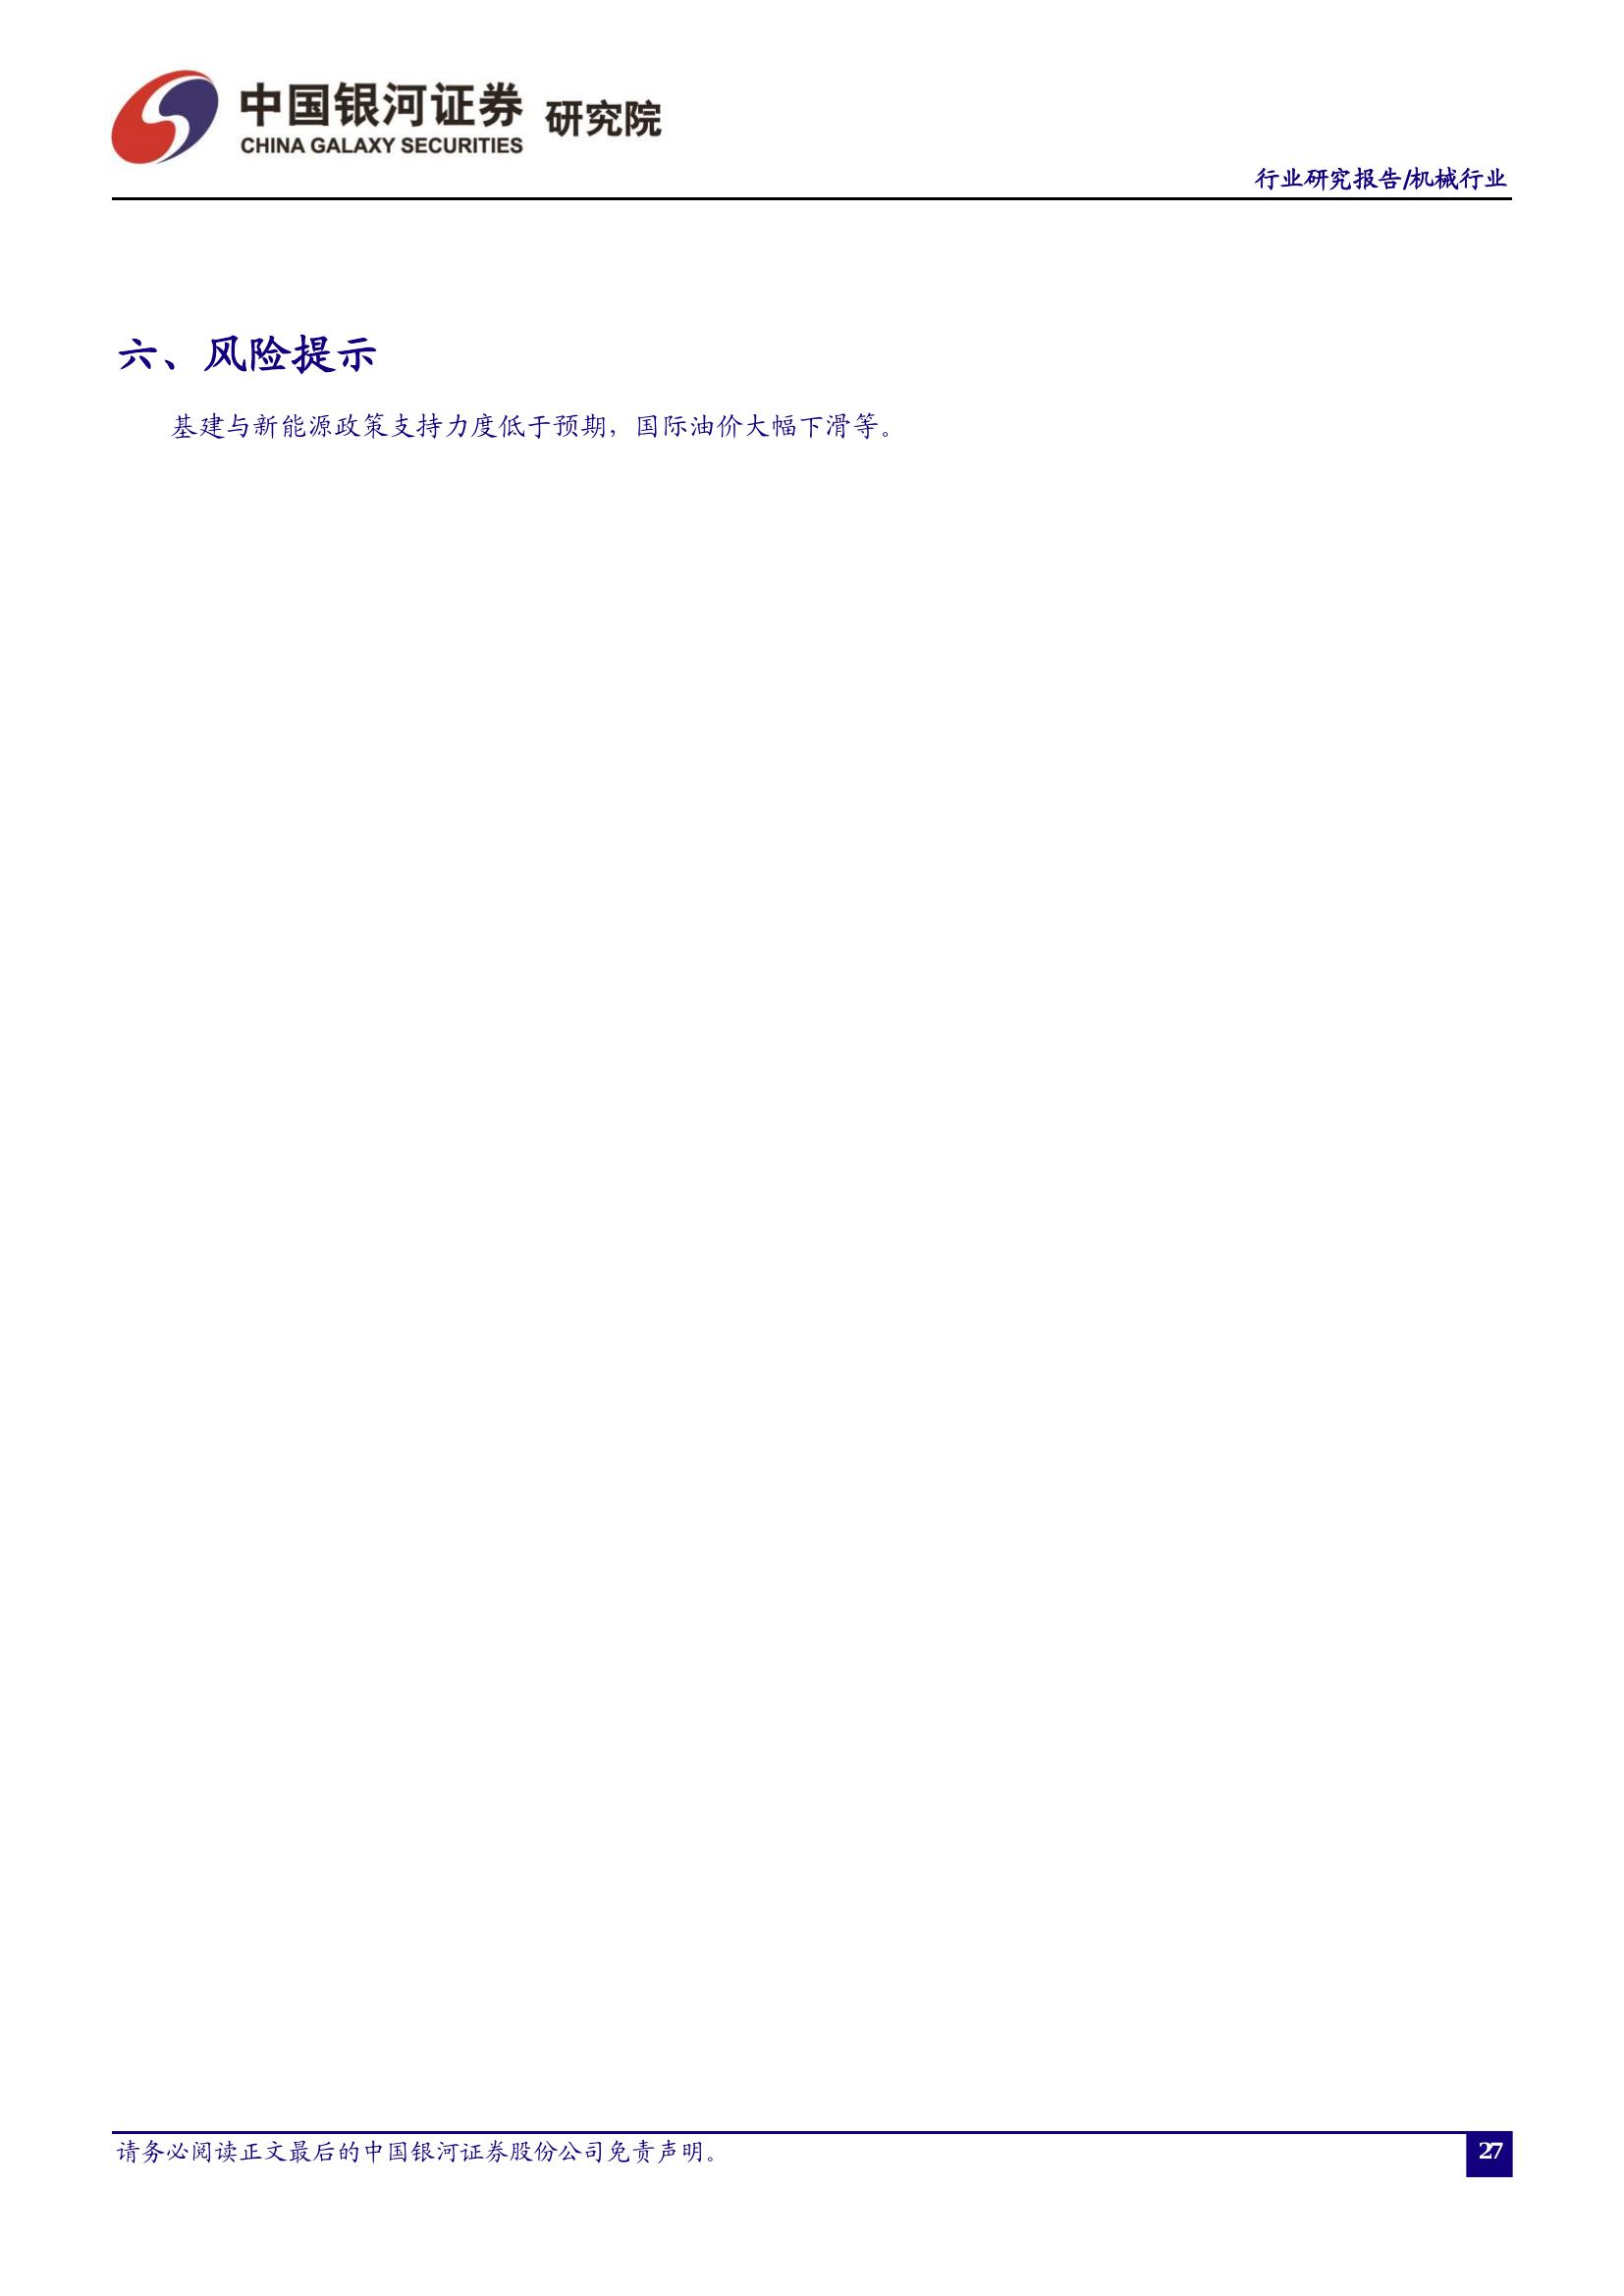 中国银河证券 研究院
CHINA GALAXY SECURITIES
行业研究报告/机械行业
六、风险提示
基建与新能源政策支持力度低于预期，国际油价大幅下滑等。
请务必阅读正文最后的中国银河证券股份公司免责声明。
27